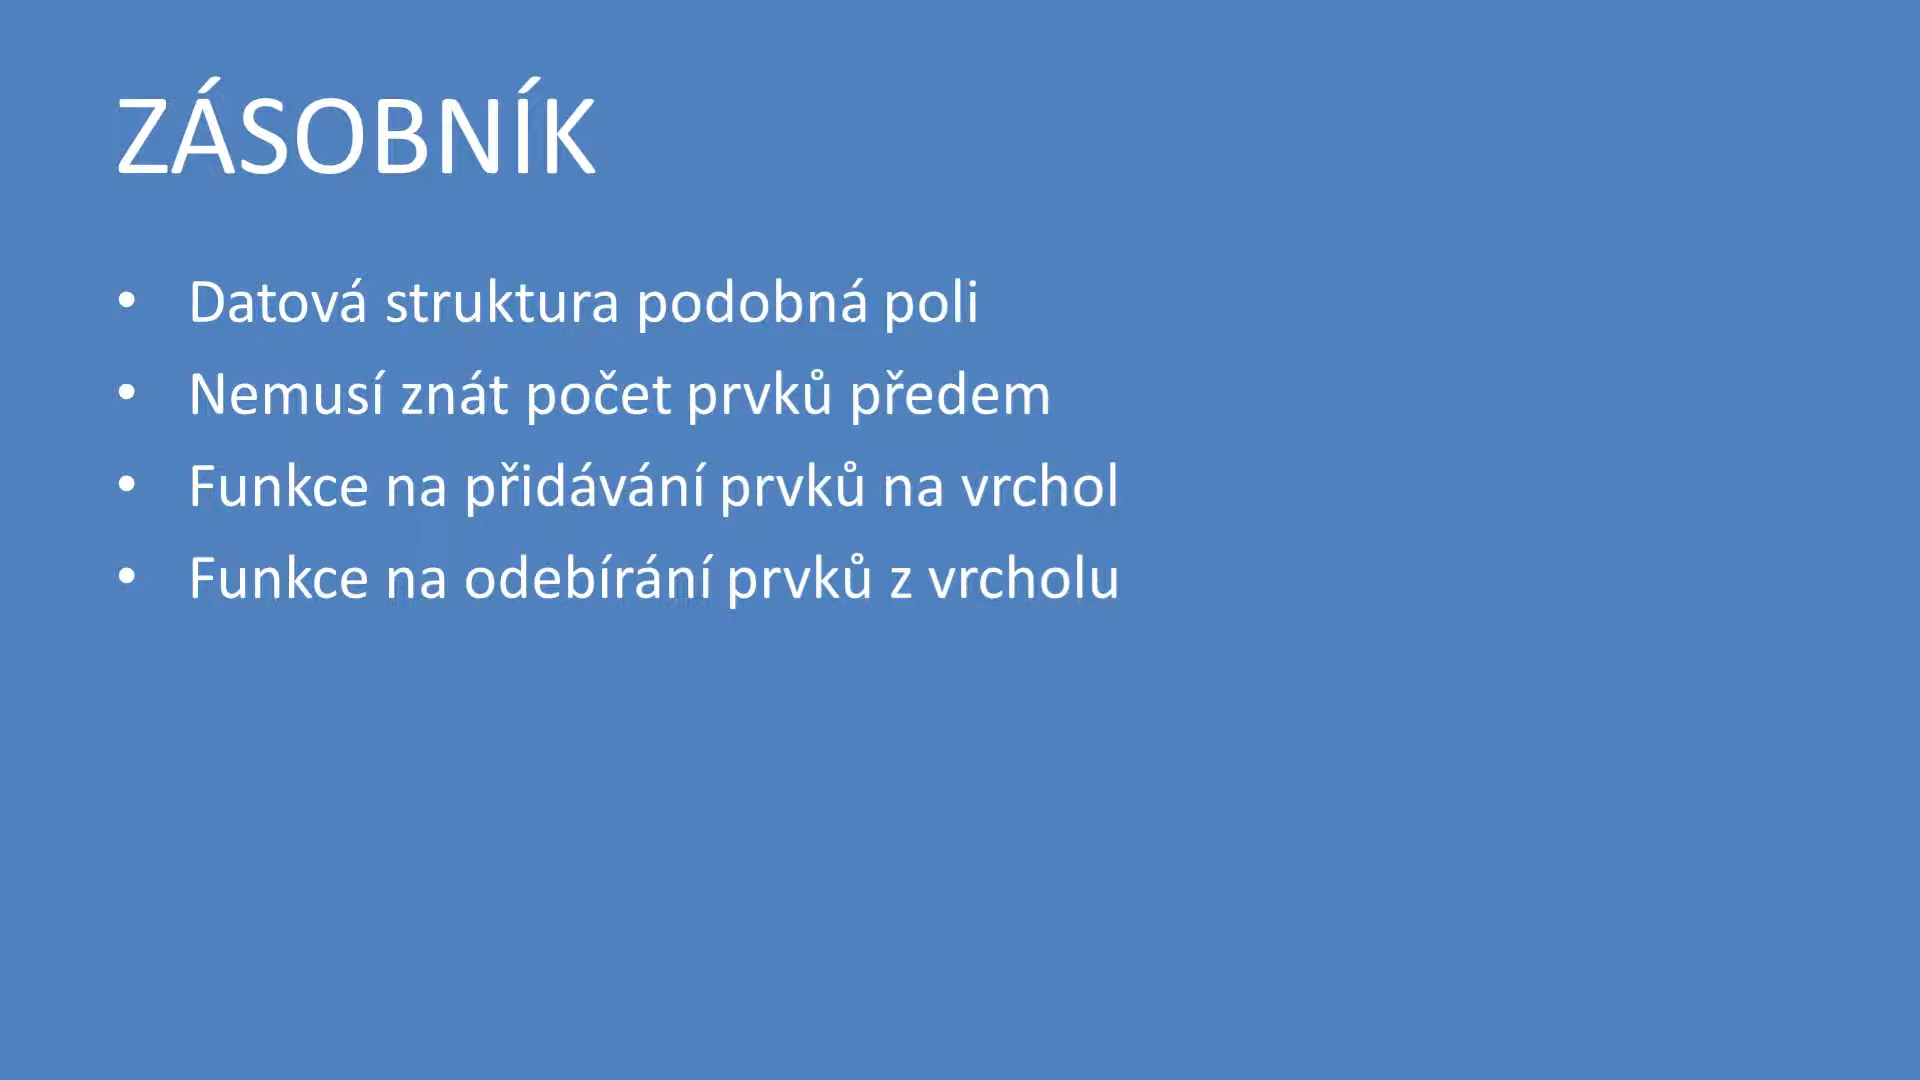 ZÁSOBNÍK
• Datová struktura podobná poli
• Nemusí znát počet prvků předem
• Funkce na přidávání prvků na vrchol
• Funkce na odebírání prvků z vrcholu